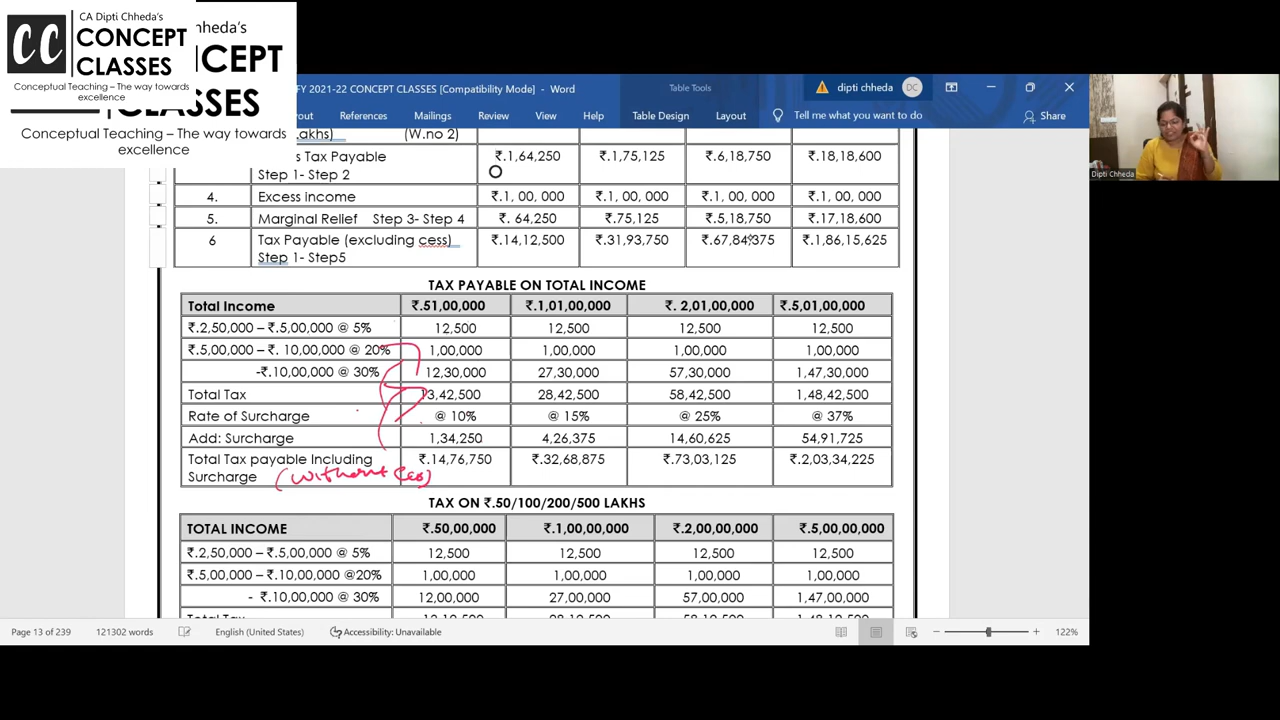 CA Dipti Chheda's
CONCEPT
CLASSES
Conceptual Teaching – The way towards
excellence
hheda's
NCEPT
CLASSES
Conceptual Teaching – The way towards
excellence
FY 2021-22 CONCEPT CLASSES [Compatibility Mode] - Word
Table Tools
dipti chheda
DC
References Mailings Review View Help Table Design Layout Tell me what you want to do Share
(W.no 2)
s Tax Payable ₹.1,64,250 ₹.1,75,125 ₹.6,18,750 ₹.18,18,600
Step 1- Step 2
4. Excess income ₹.1, 00, 000 ₹.1, 00, 000 ₹.1, 00, 000 ₹.1, 00, 000
5. Marginal Relief Step 3- Step 4 ₹. 64,250 ₹.75,125 ₹.5,18,750 ₹.17,18,600
6 Tax Payable (excluding cess) ₹.14,12,500 ₹.31,93,750 ₹.67,84,375 ₹.1,86,15,625
Step 1- Step5
TAX PAYABLE ON TOTAL INCOME
Total Income ₹.51,00,000 ₹.1,01,00,000 ₹. 2,01,00,000 ₹.5,01,00,000
₹.2,50,000 – ₹.5,00,000 @ 5% 12,500 12,500 12,500 12,500
₹.5,00,000 – ₹. 10,00,000 @ 20% 1,00,000 1,00,000 1,00,000 1,00,000
-₹.10,00,000 @ 30% 12,30,000 27,30,000 57,30,000 1,47,30,000
Total Tax 13,42,500 28,42,500 58,42,500 1,48,42,500
Rate of Surcharge @ 10% @ 15% @ 25% @ 37%
Add: Surcharge 1,34,250 4,26,375 14,60,625 54,91,725
Total Tax payable Including ₹.14,76,750 ₹.32,68,875 ₹.73,03,125 ₹.2,03,34,225
Surcharge (without Cess)
TAX ON ₹.50/100/200/500 LAKHS
TOTAL INCOME ₹.50,00,000 ₹.1,00,00,000 ₹.2,00,00,000 ₹.5,00,00,000
₹.2,50,000 – ₹.5,00,000 @ 5% 12,500 12,500 12,500 12,500
₹.5,00,000 – ₹.10,00,000 @20% 1,00,000 1,00,000 1,00,000 1,00,000
- ₹.10,00,000 @ 30% 12,00,000 27,00,000 57,00,000 1,47,00,000
Page 13 of 239 121302 words English (United States) Accessibility: Unavailable 122%
Dipti Chheda